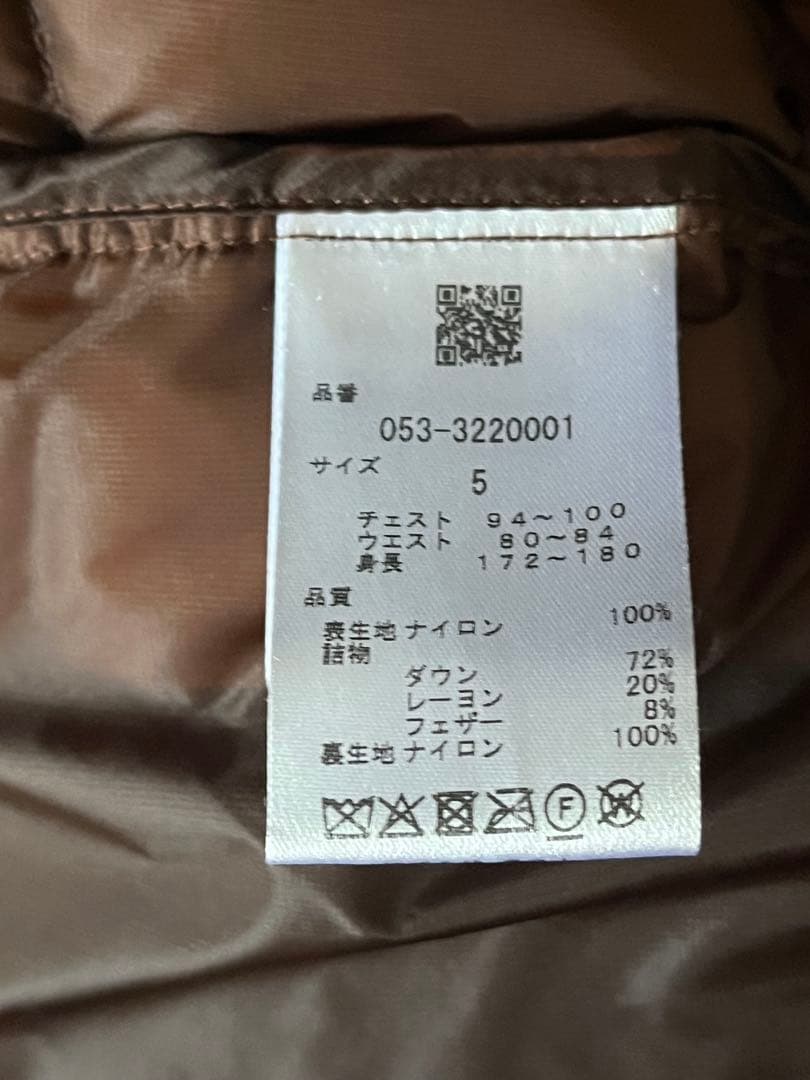 品番
053-3220001
サイズ
5
チェスト 94~100
ウエスト 80~84
身長 172~180
品質
表生地 ナイロン 100%
詰物
ダウン 72%
レーヨン 20%
フェザー 8%
裏生地 ナイロン 100%
F W